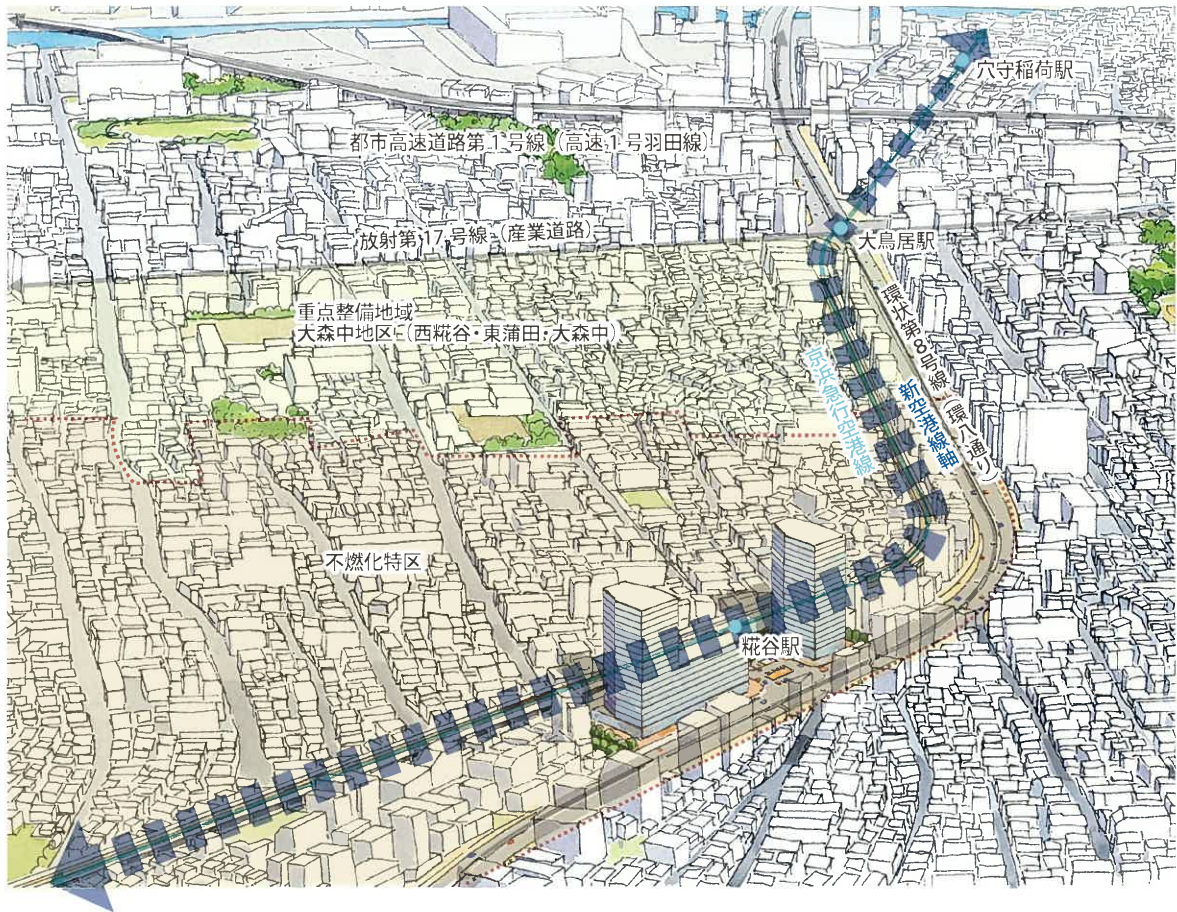 穴守稲荷駅
都市高速道路第1号線（高速1号羽田線）
放射第17号線（産業道路）
大鳥居駅
重点整備地域
大森中地区（西糀谷・東蒲田・大森中）
環状第8号線（環八通り）
京浜急行空港線
新空港線軸
不燃化特区
糀谷駅